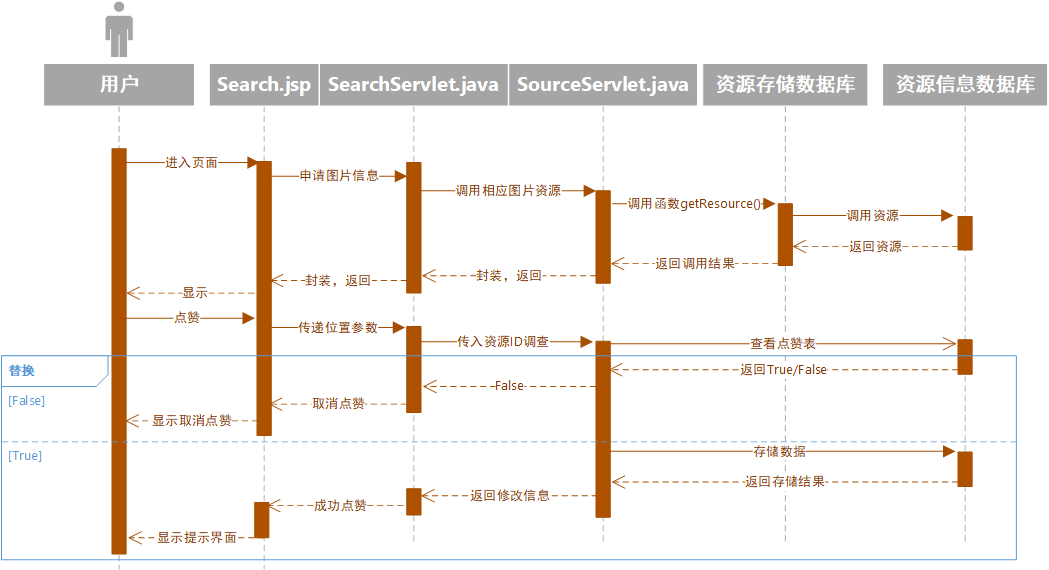 用户
Search.jsp
SearchServlet.java
SourceServlet.java
资源存储数据库
资源信息数据库
进入页面
申请图片信息
调用相应图片资源
调用函数getResource()
调用资源
返回资源
返回调用结果
封装，返回
封装，返回
显示
点赞
传递位置参数
传入资源ID调查
查看点赞表
替换
返回True/False
[False]
False
取消点赞
显示取消点赞
[True]
存储数据
返回存储结果
返回修改信息
成功点赞
显示提示界面